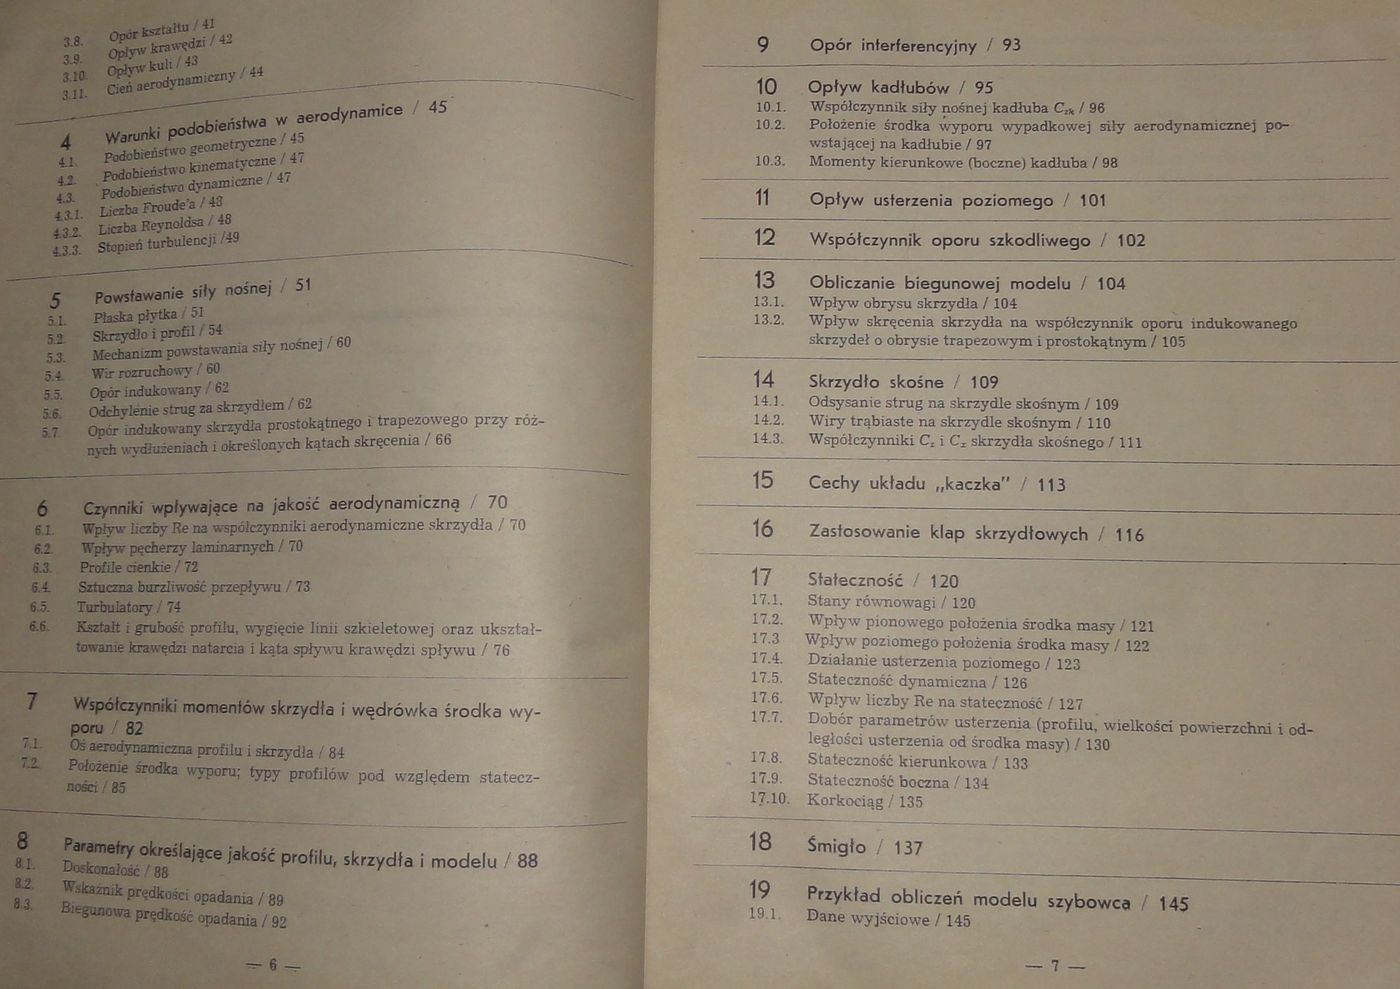 3.8. Opór kształtu / 41
3.9. Opływ krawędzi / 42
3.10. Opływ kuli / 43
3.11. Cień aerodynamiczny / 44
4 Warunki podobieństwa w aerodynamice / 45
4.1. Podobieństwo geometryczne / 45
4.2. Podobieństwo kinematyczne / 47
4.3. Podobieństwo dynamiczne / 47
4.3.1. Liczba Froude'a / 48
4.3.2. Liczba Reynoldsa / 48
4.3.3. Stopień turbulencji /49
5 Powstawanie siły nośnej / 51
5.1. Płaska płytka / 51
5.2. Skrzydło i profil / 54
5.3. Mechanizm powstawania siły nośnej / 60
5.4. Wir rozruchowy / 60
5.5. Opór indukowany / 62
5.6. Odchylenie strug za skrzydłem / 62
5.7. Opór indukowany skrzydła prostokątnego i trapezowego przy róż-
nych wydłużeniach i określonych kątach skręcenia / 66
6 Czynniki wpływające na jakość aerodynamiczną / 70
6.1. Wpływ liczby Re na współczynniki aerodynamiczne skrzydła / 70
6.2. Wpływ pęcherzy laminarnych / 70
6.3. Profile cienkie / 72
6.4. Sztuczna burzliwość przepływu / 73
6.5. Turbulatory / 74
6.6. Kształt i grubość profilu, wygięcie linii szkieletowej oraz ukształ-
towanie krawędzi natarcia i kąta spływu krawędzi spływu / 76
7 Współczynniki momentów skrzydła i wędrówka środka wy-
poru / 82
7.1. Oś aerodynamiczna profilu i skrzydła / 84
7.2. Położenie środka wyporu; typy profilów pod względem statecz-
ności / 85
8 Parametry określające jakość profilu, skrzydła i modelu / 88
8.1. Doskonałość / 88
8.2. Wskaźnik prędkości opadania / 89
8.3. Biegunowa prędkość opadania / 92
— 6 —
9 Opór interferencyjny / 93
10 Opływ kadłubów / 95
10.1. Współczynnik siły nośnej kadłuba Czk / 96
10.2. Położenie środka wyporu wypadkowej siły aerodynamicznej po-
wstającej na kadłubie / 97
10.3. Momenty kierunkowe (boczne) kadłuba / 98
11 Opływ usterzenia poziomego / 101
12 Współczynnik oporu szkodliwego / 102
13 Obliczanie biegunowej modelu / 104
13.1. Wpływ obrysu skrzydła / 104
13.2. Wpływ skręcenia skrzydła na współczynnik oporu indukowanego
skrzydeł o obrysie trapezowym i prostokątnym / 105
14 Skrzydło skośne / 109
14.1. Odsysanie strug na skrzydle skośnym / 109
14.2. Wiry trąbiaste na skrzydle skośnym / 110
14.3. Współczynniki Cz i Cx skrzydła skośnego / 111
15 Cechy układu „kaczka" / 113
16 Zastosowanie klap skrzydłowych / 116
17 Stateczność / 120
17.1. Stany równowagi / 120
17.2. Wpływ pionowego położenia środka masy / 121
17.3 Wpływ poziomego położenia środka masy / 122
17.4. Działanie usterzenia poziomego / 123
17.5. Stateczność dynamiczna / 126
17.6. Wpływ liczby Re na stateczność / 127
17.7. Dobór parametrów usterzenia (profilu, wielkości powierzchni i od-
ległości usterzenia od środka masy) / 130
17.8. Stateczność kierunkowa / 133
17.9. Stateczność boczna / 134
17.10. Korkociąg / 135
18 Śmigło / 137
19 Przykład obliczeń modelu szybowca / 145
19.1. Dane wyjściowe / 145
— 7 —